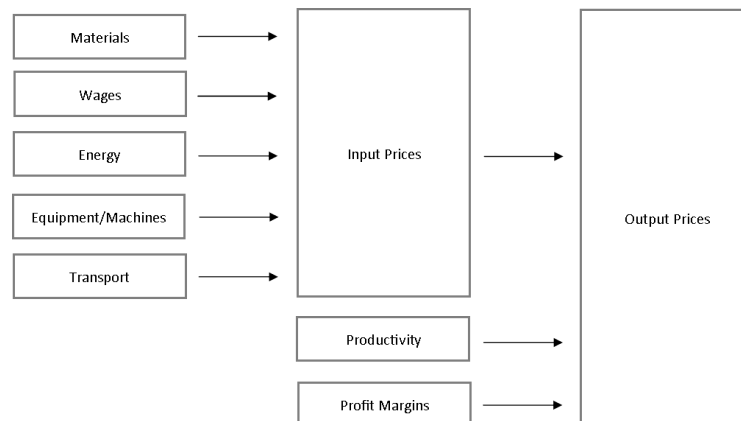 Materials
Wages
Energy
Equipment/Machines
Transport
Input Prices
Productivity
Profit Margins
Output Prices